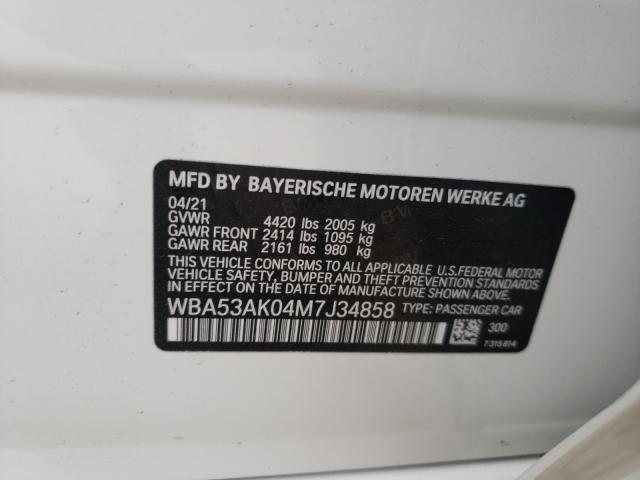 MFD BY BAYERISCHE MOTOREN WERKE AG
04/21
GVWR 4420 lbs 2005 kg
GAWR FRONT 2414 lbs 1095 kg
GAWR REAR 2161 lbs 980 kg
THIS VEHICLE CONFORMS TO ALL APPLICABLE U.S.FEDERAL MOTOR
VEHICLE SAFETY, BUMPER, AND THEFT PREVENTION
STANDARDS IN EFFECT ON THE DATE OF MANUFACTURE SHOWN ABOVE.
WBA53AK04M7J34858 TYPE: PASSENGER CAR
300
7 315 614